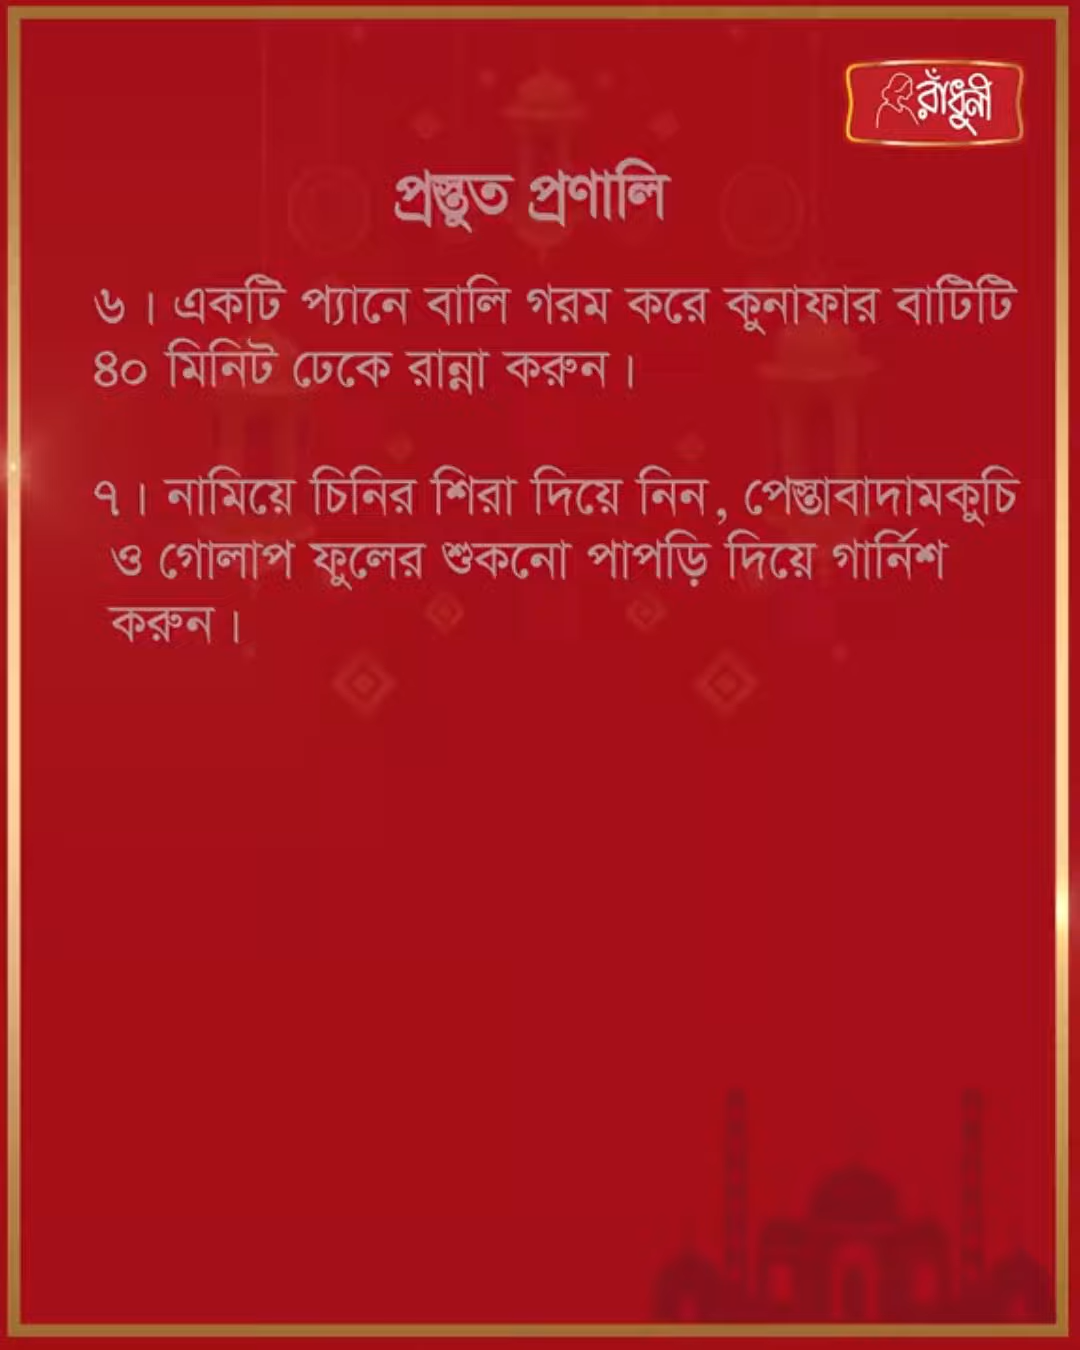 রাঁধুনী
প্রস্তুত প্রণালি
৬। একটি প্যানে বালি গরম করে কুনাফার বাটিটি
৪০ মিনিট ঢেকে রান্না করুন।
৭। নামিয়ে চিনির শিরা দিয়ে নিন, পেস্তাবাদামকুচি
ও গোলাপ ফুলের শুকনো পাপড়ি দিয়ে গার্নিশ
করুন।